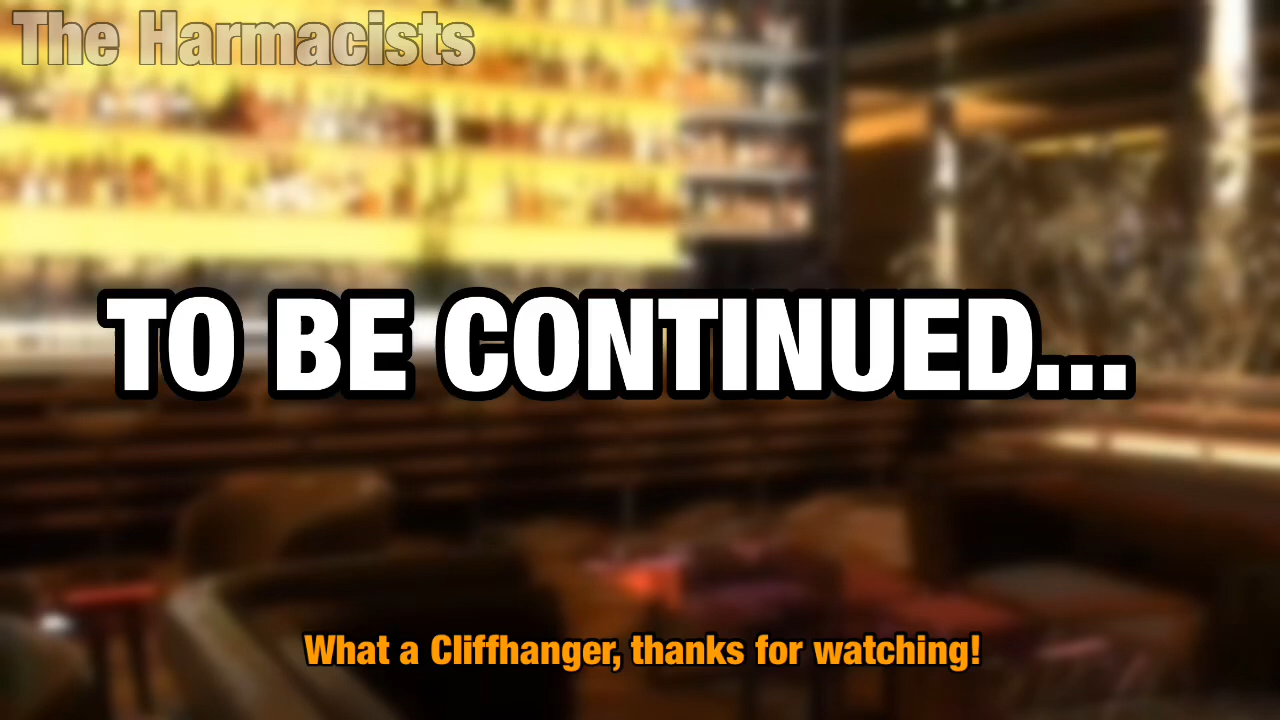 The Harmacists
TO BE CONTINUED...
What a Cliffhanger, thanks for watching!